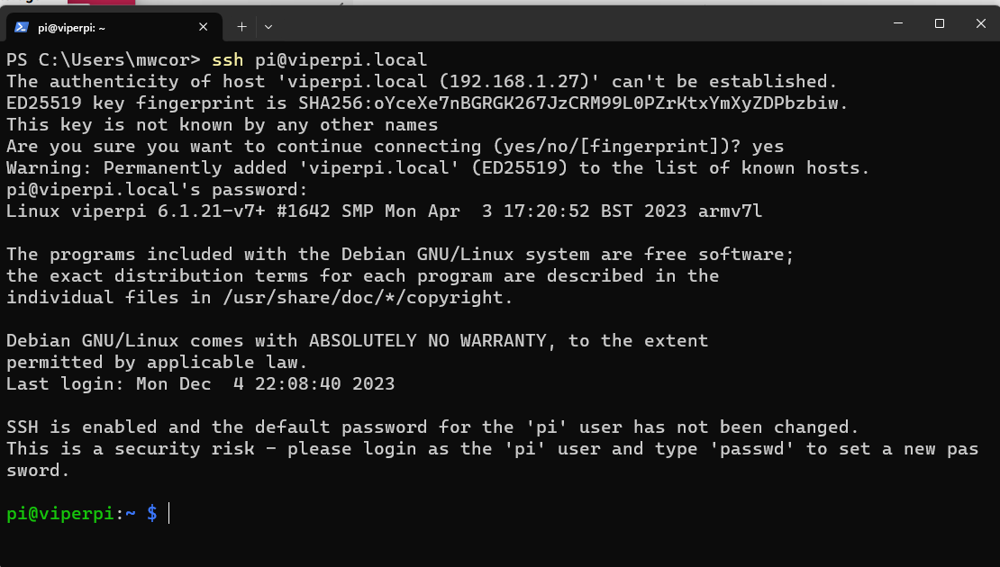 pi@viperpi: ~
PS C:\Users\mwcor> ssh pi@viperpi.local
The authenticity of host 'viperpi.local (192.168.1.27)' can't be established.
ED25519 key fingerprint is SHA256:oYceXe7nBGRGK267JzCRM99L0PZrKtxYmXyZDPbzbiw.
This key is not known by any other names
Are you sure you want to continue connecting (yes/no/[fingerprint])? yes
Warning: Permanently added 'viperpi.local' (ED25519) to the list of known hosts.
pi@viperpi.local's password:
Linux viperpi 6.1.21-v7+ #1642 SMP Mon Apr  3 17:20:52 BST 2023 armv7l
The programs included with the Debian GNU/Linux system are free software;
the exact distribution terms for each program are described in the
individual files in /usr/share/doc/*/copyright.
Debian GNU/Linux comes with ABSOLUTELY NO WARRANTY, to the extent
permitted by applicable law.
Last login: Mon Dec  4 22:08:40 2023
SSH is enabled and the default password for the 'pi' user has not been changed.
This is a security risk - please login as the 'pi' user and type 'passwd' to set a new pas
sword.
pi@viperpi:~ $